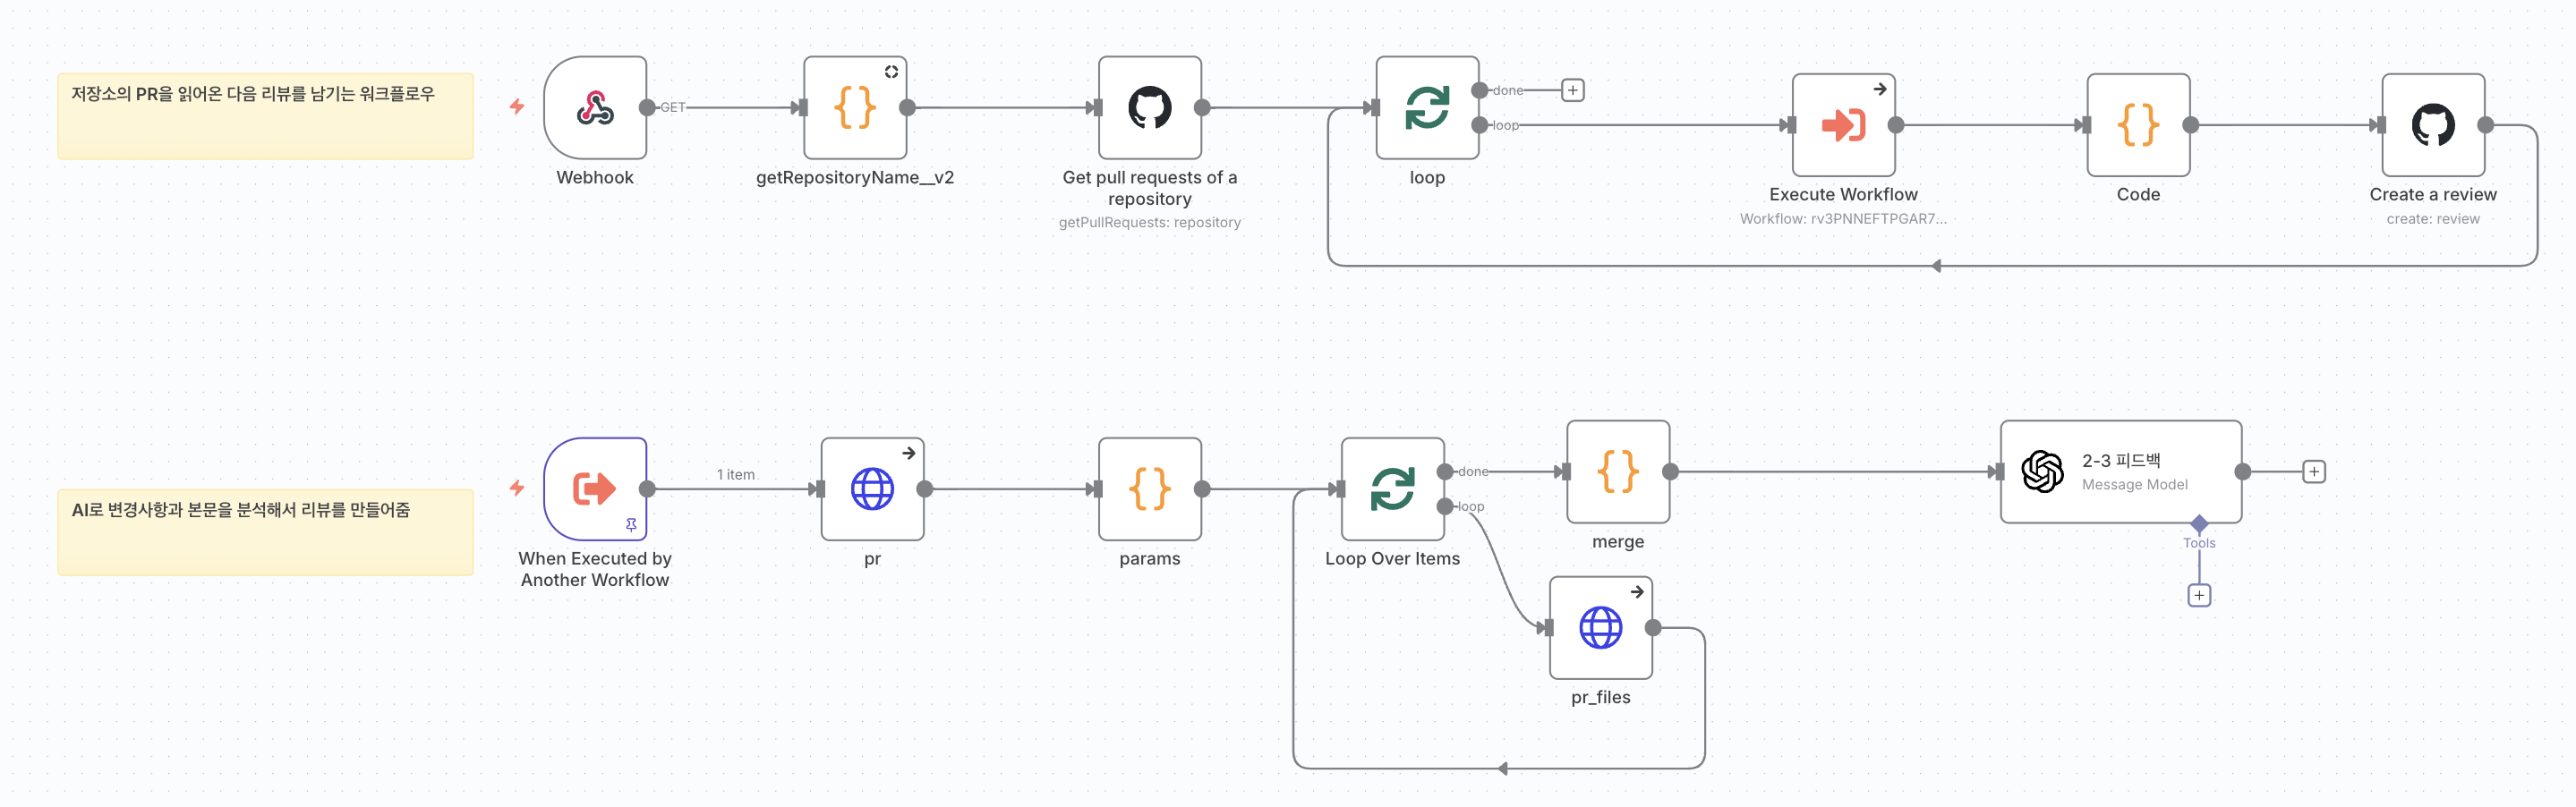 저장소의 PR을 읽어온 다음 리뷰를 남기는 워크플로우
GET
Webhook
getRepositoryName__v2
Get pull requests of a
repository
getPullRequests: repository
done
loop
loop
Execute Workflow
Workflow: rv3PNNEFTPGAR7...
Code
Create a review
create: review
AI로 변경사항과 본문을 분석해서 리뷰를 만들어줌
When Executed by
Another Workflow
1 item
pr
params
done
loop
Loop Over Items
merge
pr_files
2-3 피드백
Message Model
Tools